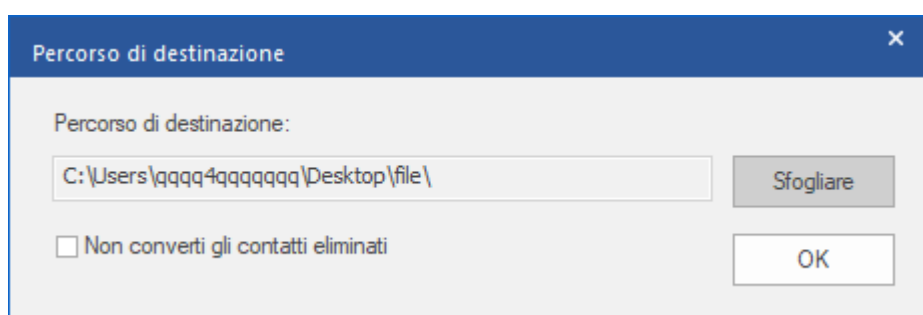 Percorso di destinazione
Percorso di destinazione:
C:\Users\qqqq4qqqqqqq\Desktop\file\
Sfogliare
Non converti gli contatti eliminati
OK